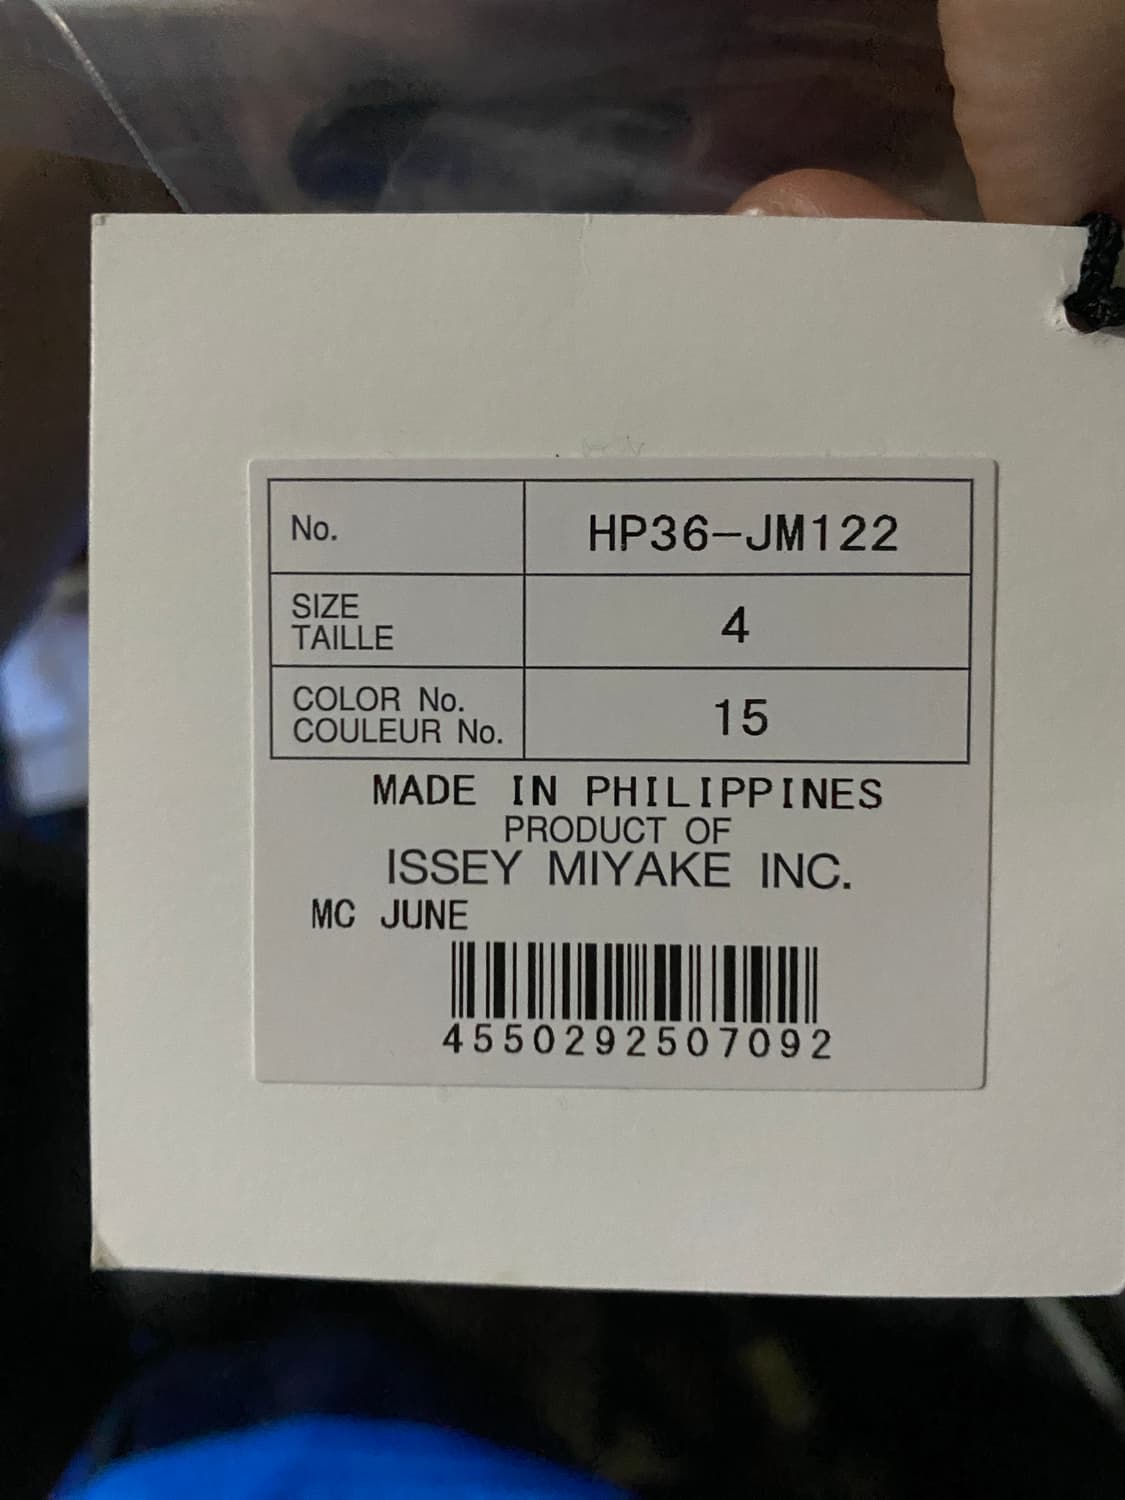 No. HP36-JM122
SIZE
TAILLE
4
COLOR No.
COULEUR No.
15
MADE IN PHILIPPINES
PRODUCT OF
ISSEY MIYAKE INC.
MC JUNE
4550292507092